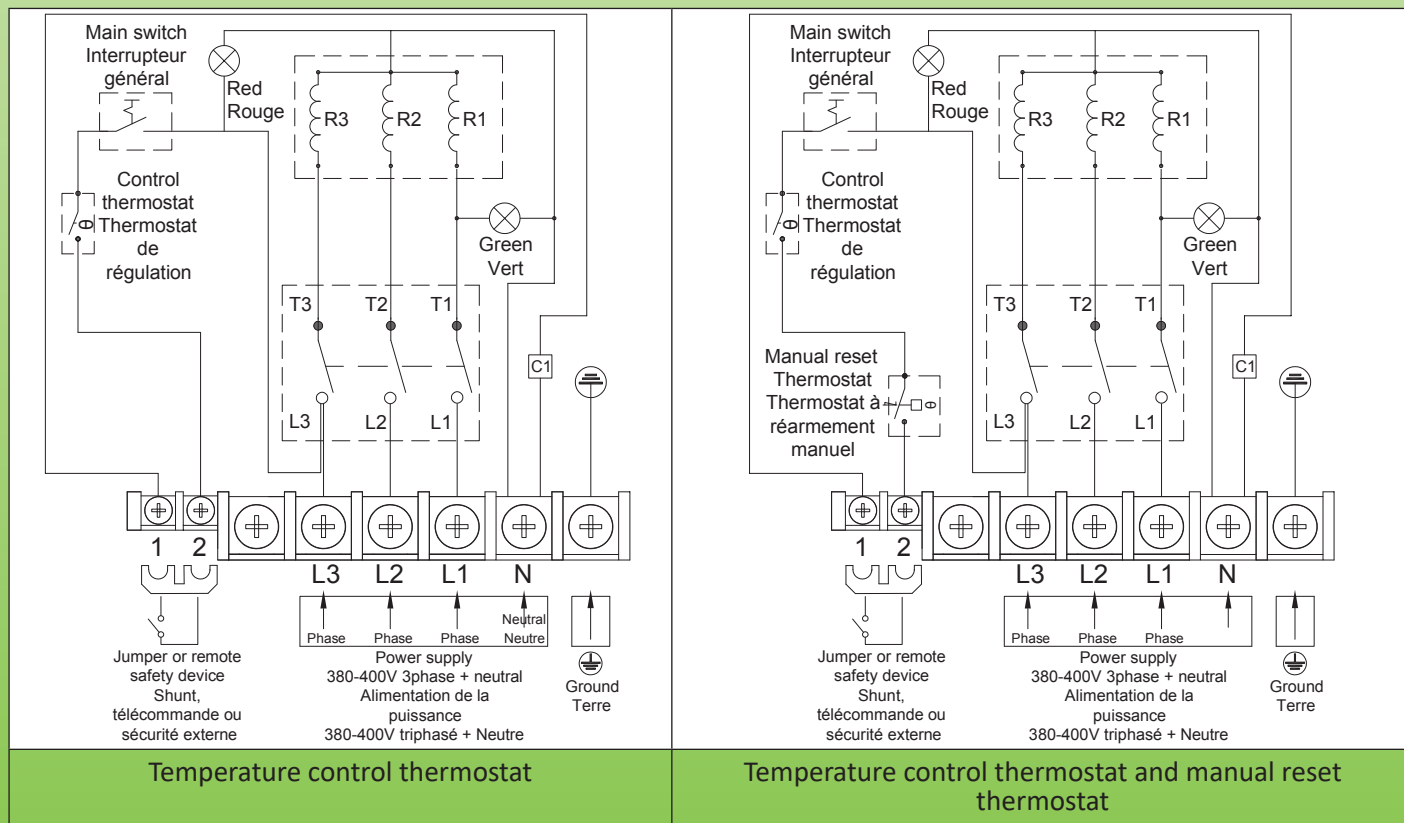 Main switch
Interrupteur
général
Red
Rouge
R3
R2
R1
Control
thermostat
Thermostat
de
régulation
θ
Green
Vert
T3
T2
T1
C1
L3
L2
L1
1
2
L3
L2
L1
N
Phase
Phase
Phase
Neutral
Neutre
Jumper or remote
safety device
Shunt,
télécommande ou
sécurité externe
Power supply
380-400V 3phase + neutral
Alimentation de la
puissance
380-400V triphasé + Neutre
Ground
Terre
Temperature control thermostat
Main switch
Interrupteur
général
Red
Rouge
R3
R2
R1
Control
thermostat
Thermostat
de
régulation
θ
Green
Vert
T3
T2
T1
Manual reset
Thermostat
Thermostat à
réarmement
manuel
θ
C1
L3
L2
L1
1
2
L3
L2
L1
N
Phase
Phase
Phase
Jumper or remote
safety device
Shunt,
télécommande ou
sécurité externe
Power supply
380-400V 3phase + neutral
Alimentation de la
puissance
380-400V triphasé + Neutre
Ground
Terre
Temperature control thermostat and manual reset
thermostat